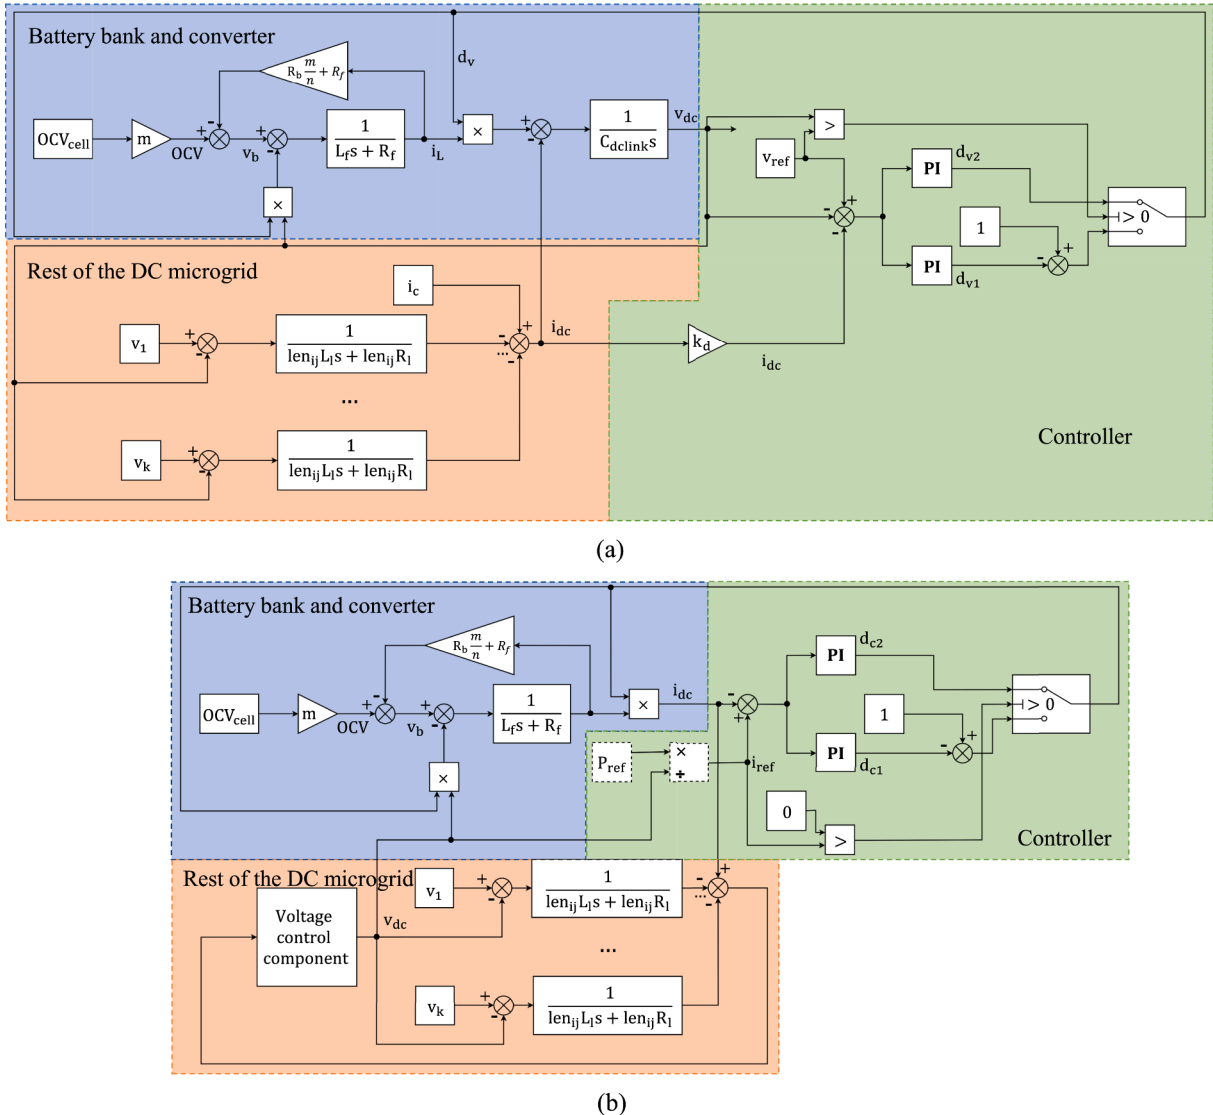 Battery bank and converter
d_v
R_b m/n + R_f
OCV_cell
m
OCV
v_b
1
L_f s + R_f
i_L
×
×
1
C_dclink s
v_dc
>
v_ref
PI
d_v2
1
> 0
PI
d_v1
Rest of the DC microgrid
i_c
v_1
1
len_ij L_l s + len_ij R_l
...
i_dc
k_d
i_dc
...
v_k
1
len_ij L_l s + len_ij R_l
Controller
(a)
Battery bank and converter
R_b m/n + R_f
OCV_cell
m
OCV
v_b
1
L_f s + R_f
×
i_dc
×
P_ref
×
÷
i_ref
PI
d_c2
1
> 0
PI
d_c1
0
>
Controller
Rest of the DC microgrid
Voltage
control
component
v_dc
v_1
1
len_ij L_l s + len_ij R_l
...
...
v_k
1
len_ij L_l s + len_ij R_l
(b)